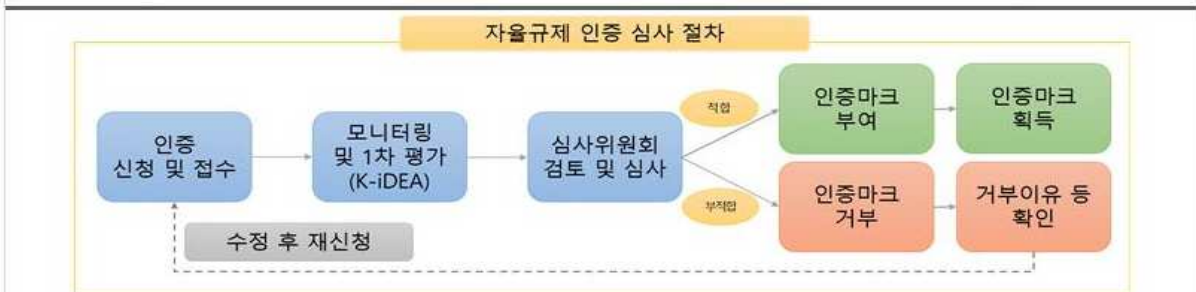 자율규제 인증 심사 절차
인증
신청 및 접수
모니터링
및 1차 평가
(K-iDEA)
심사위원회
검토 및 심사
적합
인증마크
부여
인증마크
획득
부적합
인증마크
거부
거부이유 등
확인
수정 후 재신청